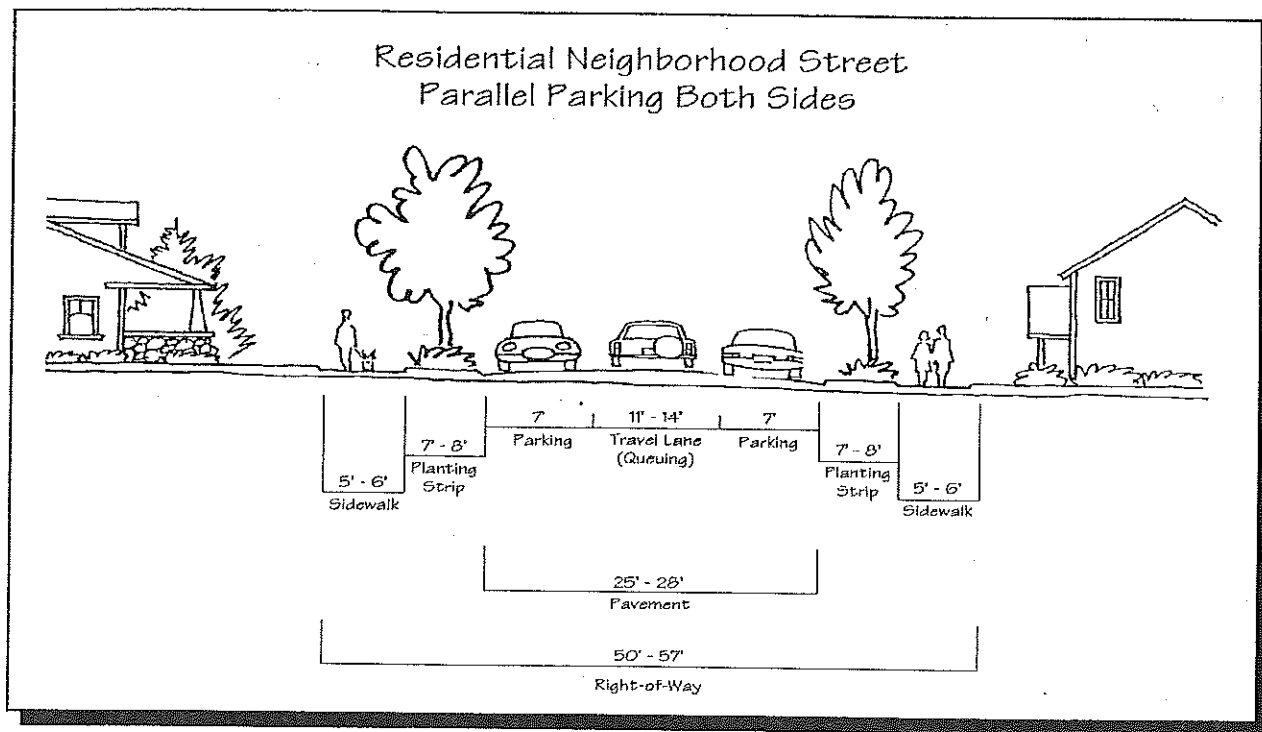 Residential Neighborhood Street
Parallel Parking Both Sides
7'
11' - 14'
7'
Parking
Travel Lane
(Queuing)
Parking
7' - 8'
Planting
Strip
7' - 8'
Planting
Strip
5' - 6'
Sidewalk
5' - 6'
Sidewalk
25' - 28'
Pavement
50' - 57'
Right-of-Way